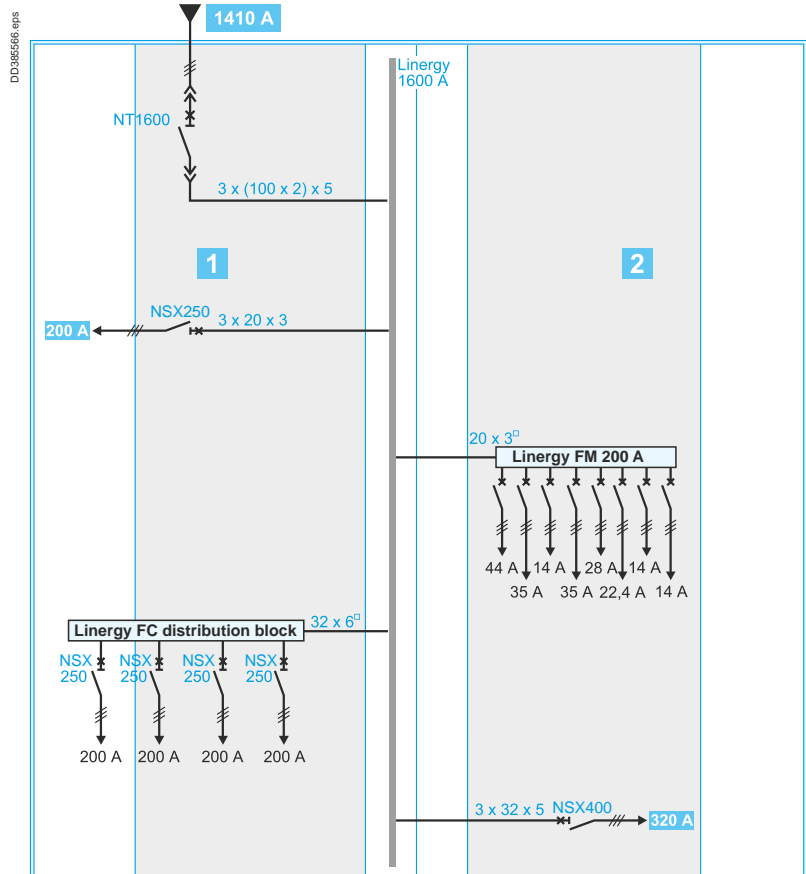 DD385566.eps
1410 A
Linergy
1600 A
NT1600
3 x (100 x 2) x 5
1
2
NSX250
3 x 20 x 3
200 A
20 x 3□
Linergy FM 200 A
44 A
14 A
28 A
14 A
35 A
35 A
22,4 A
14 A
32 x 6□
Linergy FC distribution block
NSX
250
NSX
250
NSX
250
NSX
250
200 A
200 A
200 A
200 A
3 x 32 x 5
NSX400
320 A